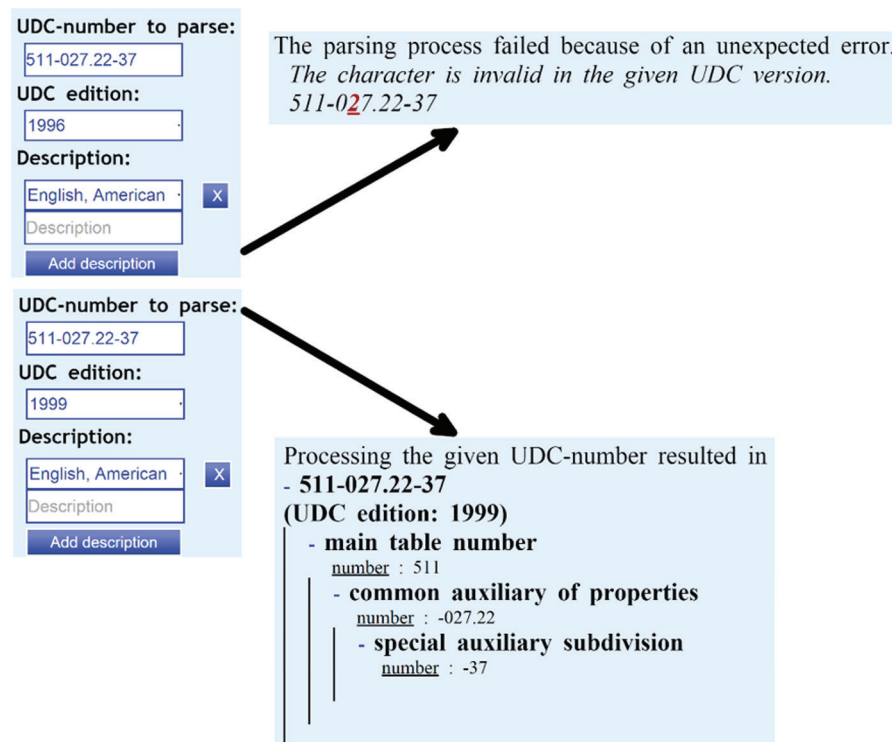 UDC-number to parse:
511-027.22-37
UDC edition:
1996
Description:
English, American
X
Description
Add description
The parsing process failed because of an unexpected error.
The character is invalid in the given UDC version.
511-027.22-37
UDC-number to parse:
511-027.22-37
UDC edition:
1999
Description:
English, American
X
Description
Add description
Processing the given UDC-number resulted in
- 511-027.22-37
(UDC edition: 1999)
- main table number
number : 511
- common auxiliary of properties
number : -027.22
- special auxiliary subdivision
number : -37